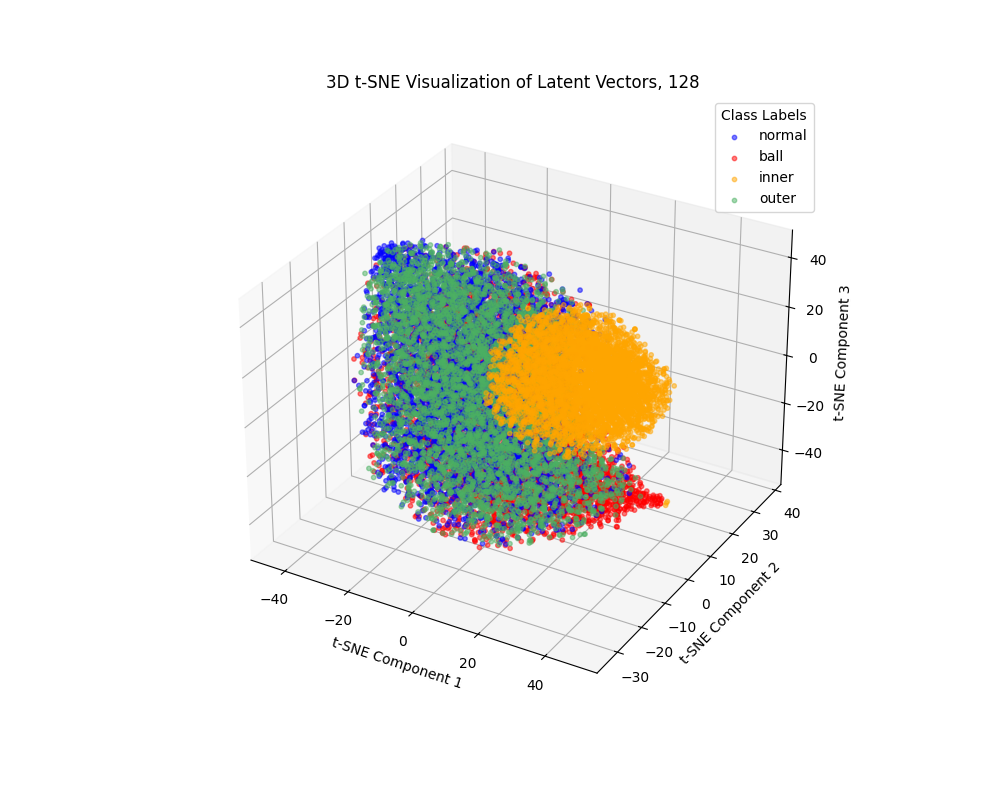 3D t-SNE Visualization of Latent Vectors, 128
Class Labels
normal
ball
inner
outer
40
20
0
−20
−40
t-SNE Component 3
40
30
20
10
0
−10
−20
−30
t-SNE Component 2
−40
−20
0
20
40
t-SNE Component 1